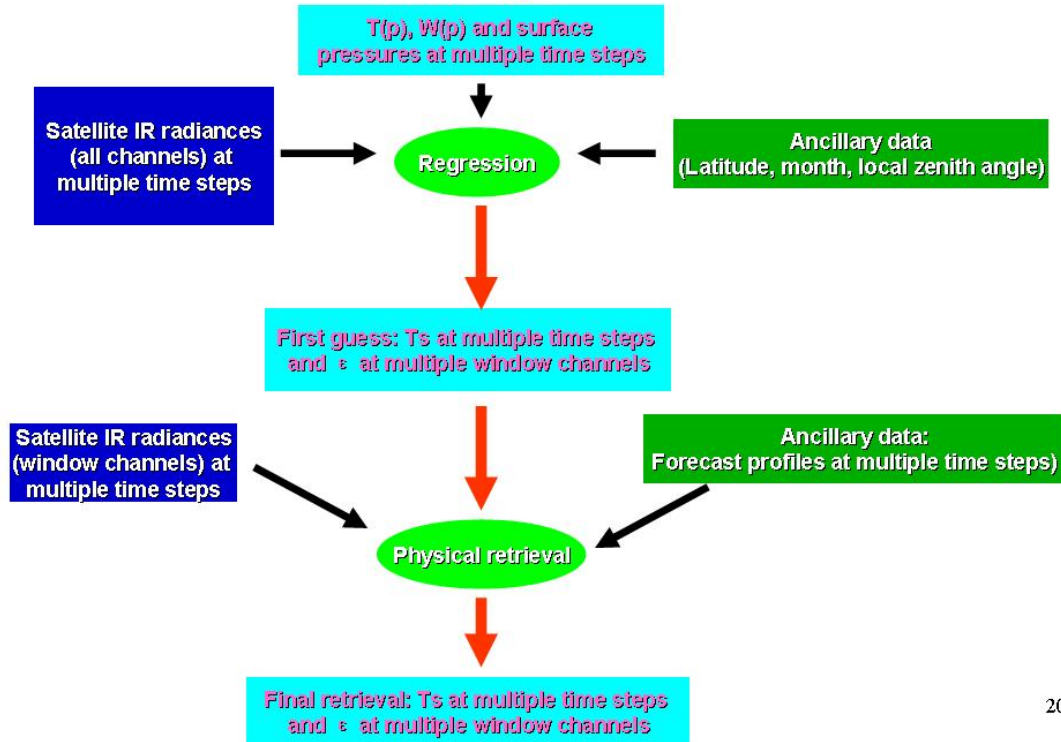 T(p), W(p) and surface
pressures at multiple time steps
Satellite IR radiances
(all channels) at
multiple time steps
Regression
Ancillary data
(Latitude, month, local zenith angle)
First guess: Ts at multiple time steps
and ε at multiple window channels
Satellite IR radiances
(window channels) at
multiple time steps
Ancillary data:
Forecast profiles at multiple time steps)
Physical retrieval
Final retrieval: Ts at multiple time steps
and ε at multiple window channels
20